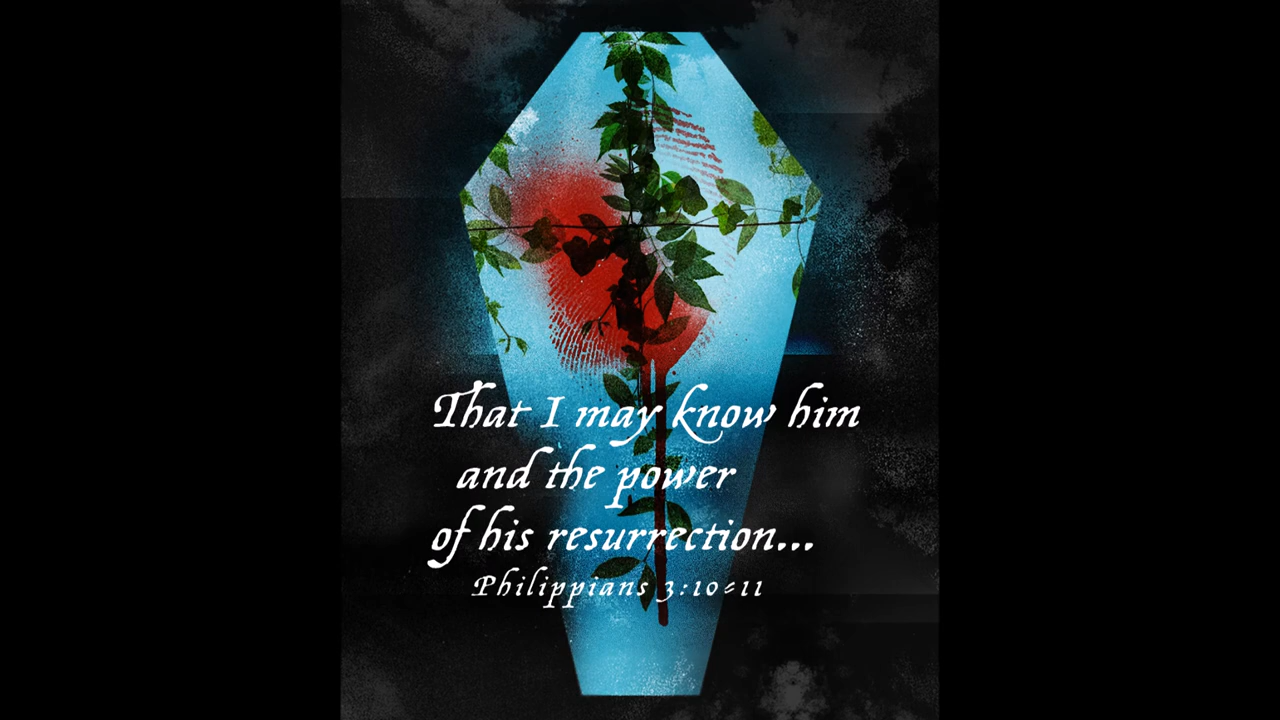 That I may know him
and the power
of his resurrection...
Philippians 3:10-11